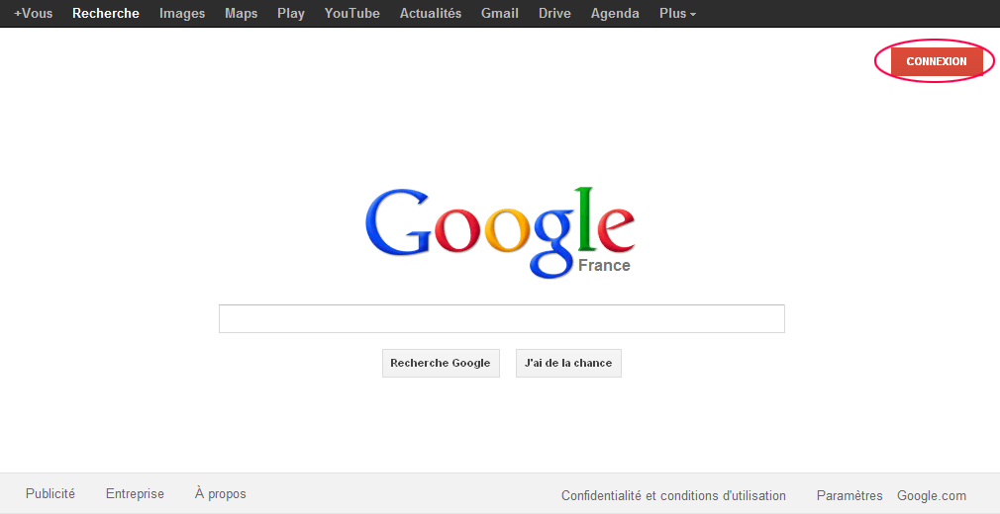 +Vous Recherche Images Maps Play YouTube Actualités Gmail Drive Agenda Plus
CONNEXION
Google
France
Recherche Google J'ai de la chance
Publicité Entreprise À propos Confidentialité et conditions d'utilisation Paramètres Google.com